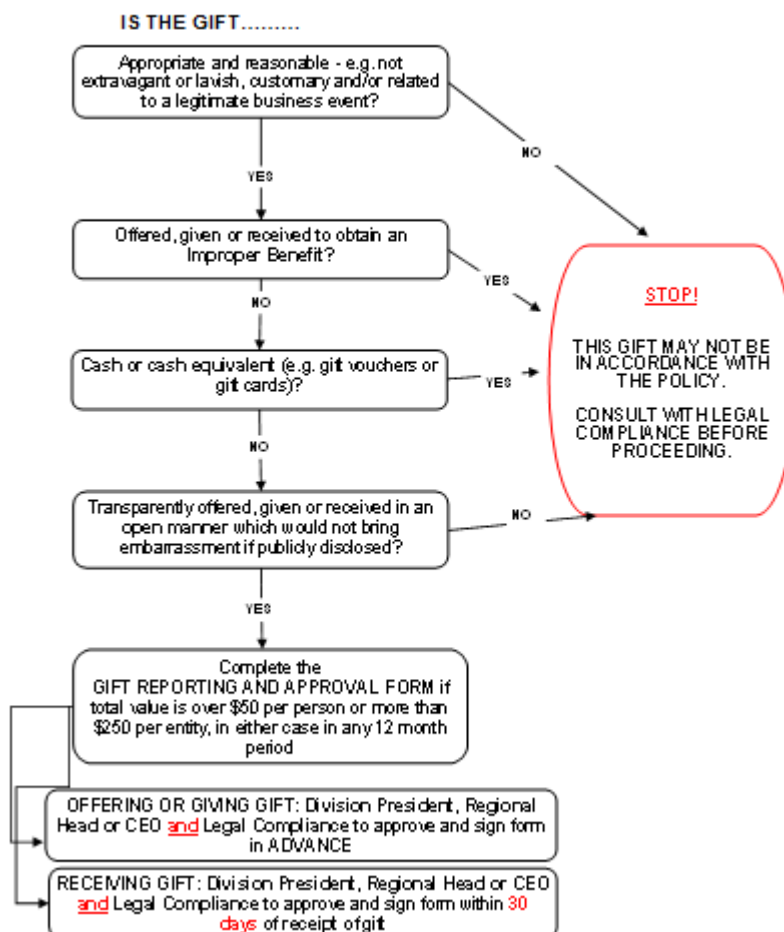 IS THE GIFT.........
Appropriate and reasonable - e.g. not
extravagant or lavish, customary and/or related
to a legitimate business event?
NO
YES
Offered, given or received to obtain an
Improper Benefit?
YES
NO
STOP!
THIS GIFT MAY NOT BE
IN ACCORDANCE WITH
THE POLICY.
CONSULT WITH LEGAL
COMPLIANCE BEFORE
PROCEEDING.
Cash or cash equivalent (e.g. gift vouchers or
gift cards)?
YES
NO
Transparently offered, given or received in an
open manner which would not bring
embarrassment if publicly disclosed?
NO
YES
Complete the
GIFT REPORTING AND APPROVAL FORM if
total value is over $50 per person or more than
$250 per entity, in either case in any 12 month
period
OFFERING OR GIVING GIFT: Division President, Regional
Head or CEO and Legal Compliance to approve and sign form
in ADVANCE
RECEIVING GIFT: Division President, Regional Head or CEO
and Legal Compliance to approve and sign form within 30
days of receipt of gift